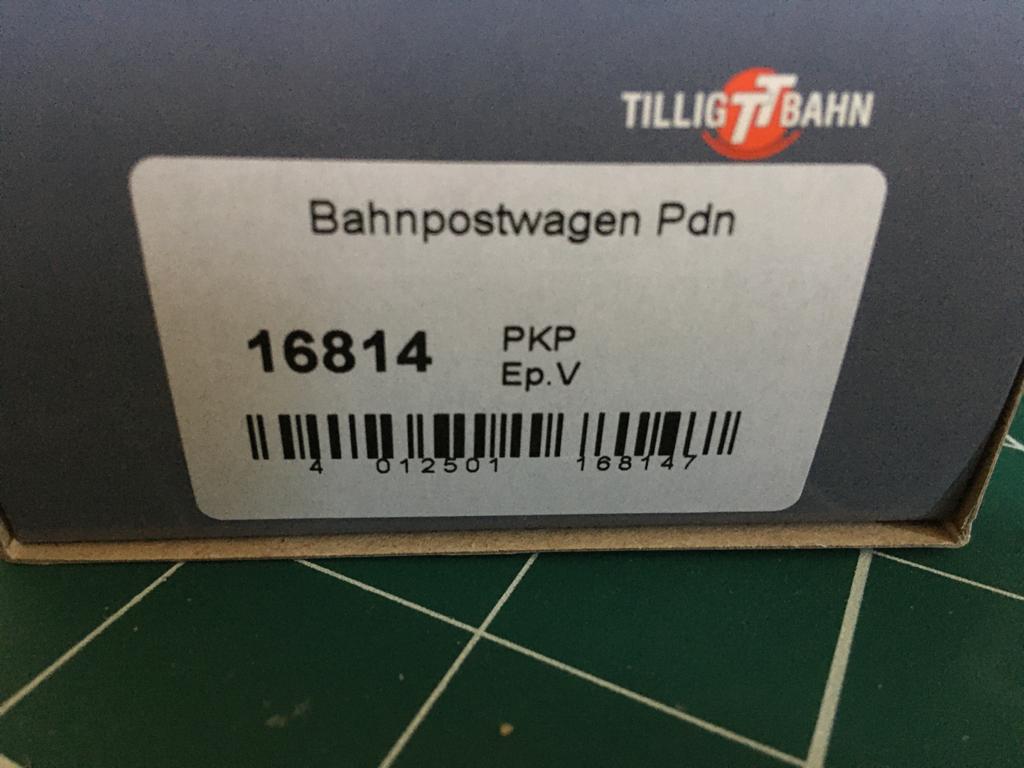 TILLIG TT BAHN
Bahnpostwagen Pdn
16814
PKP
Ep.V
4 012501 168147